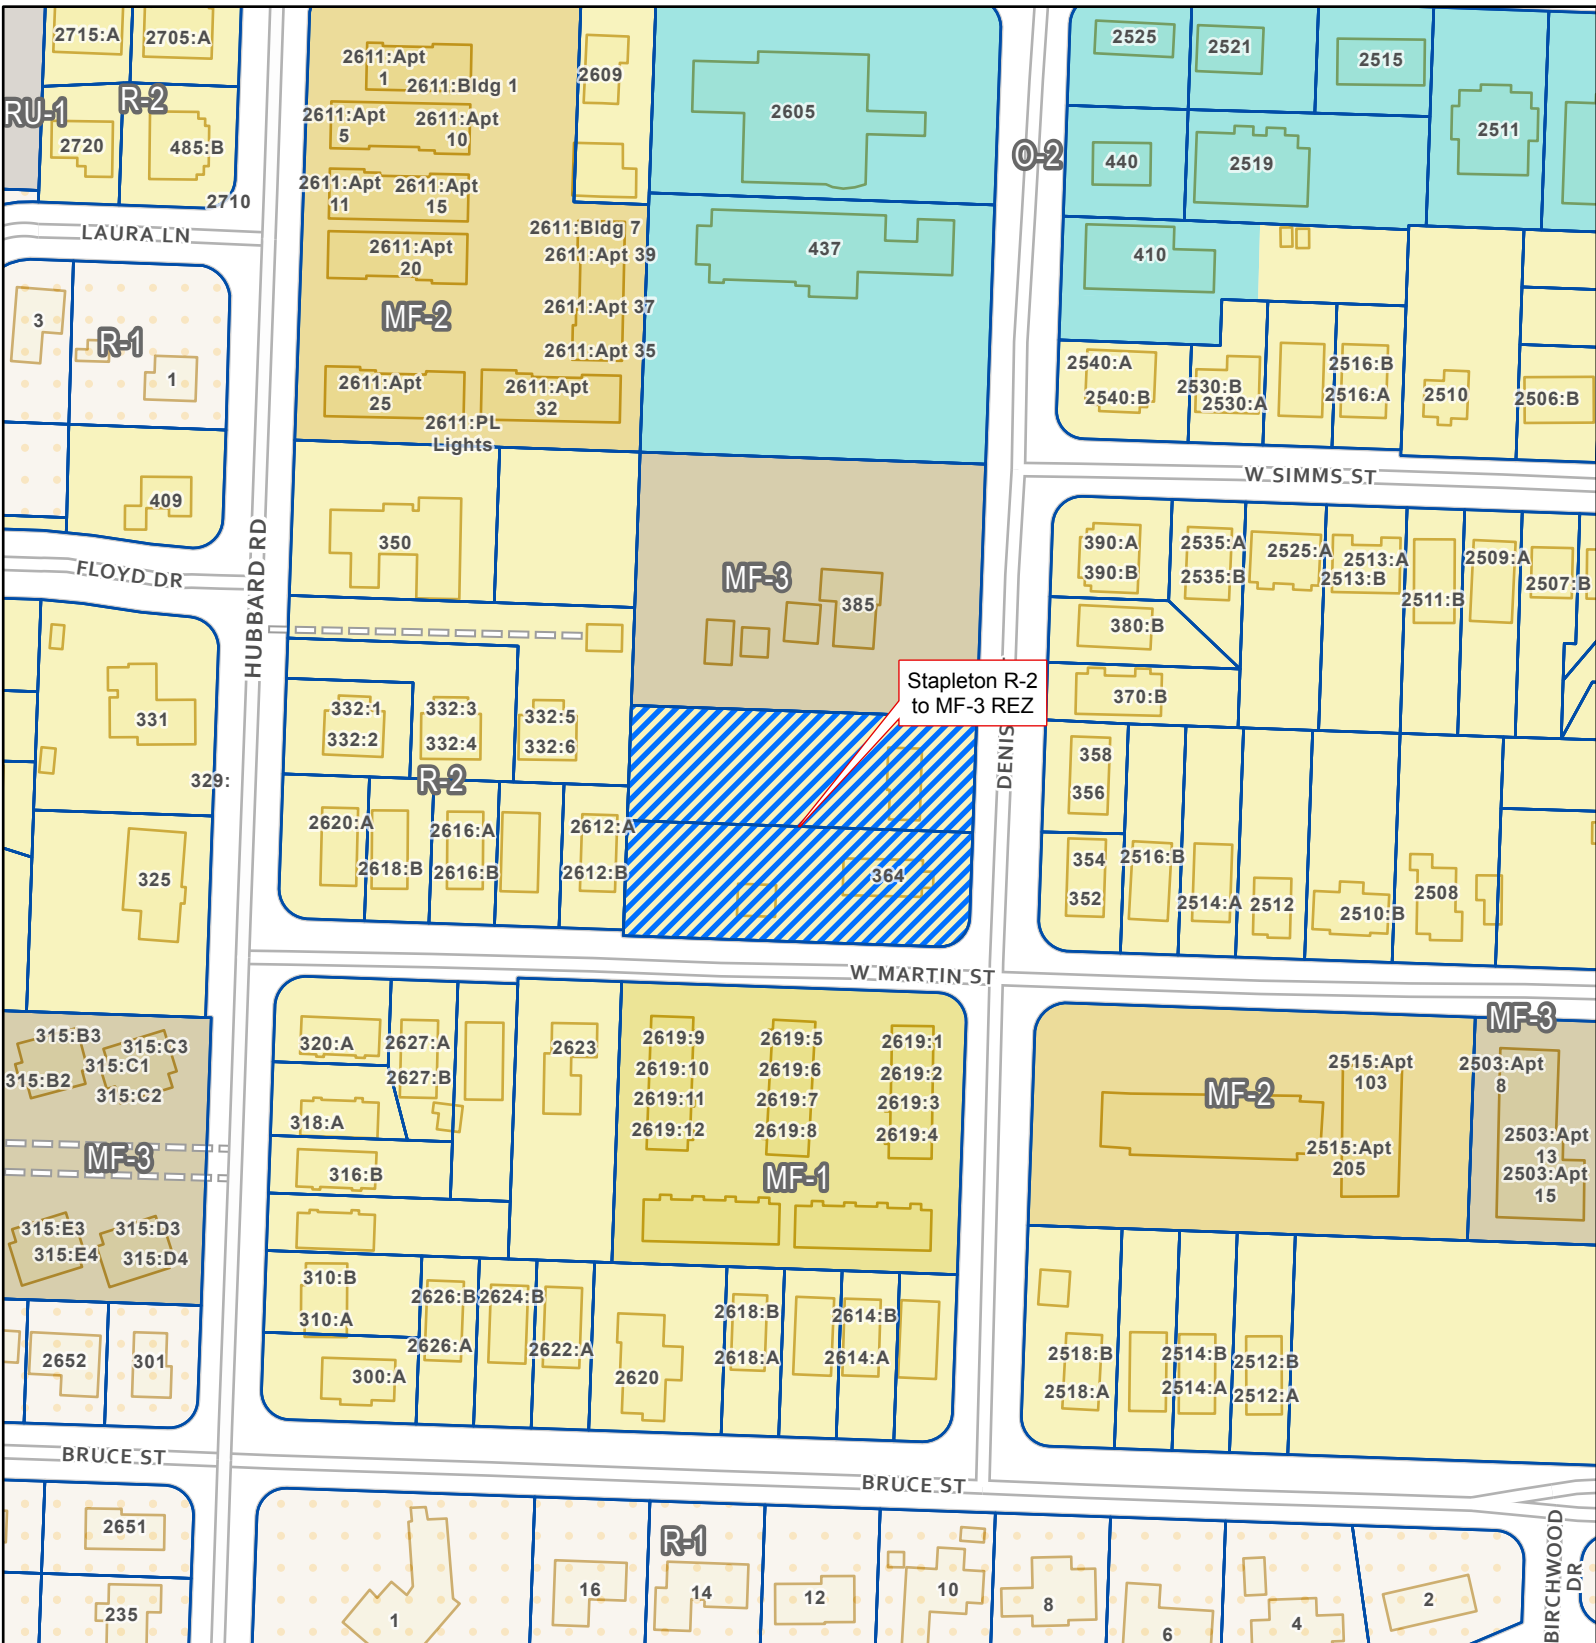 2715:A
2705:A
RU-1
R-2
2720
485:B
2710
LAURA LN
3
R-1
1
409
FLOYD DR
HUBBARD RD
2611:Apt
1
2611:Bldg 1
2611:Apt
5
2611:Apt
10
2611:Apt
11
2611:Apt
15
2611:Apt
20
2611:Bldg 7
2611:Apt 39
2611:Apt 37
2611:Apt 35
MF-2
2611:Apt
25
2611:Apt
32
2611:PL
Lights
2609
2605
437
O-2
2525
2521
2515
2511
440
2519
410
2540:A
2540:B
2530:B
2530:A
2516:B
2516:A
2510
2506:B
W SIMMS ST
350
MF-3
385
Stapleton R-2
to MF-3 REZ
DENIS
390:A
390:B
2535:A
2535:B
2525:A
2513:A
2513:B
2511:B
2509:A
2507:B
380:B
370:B
331
329:
325
332:1
332:2
332:3
332:4
332:5
332:6
R-2
2620:A
2618:B
2616:A
2616:B
2612:A
2612:B
364
358
356
354
352
2516:B
2514:A
2512
2510:B
2508
W MARTIN ST
315:B3
315:B2
315:C3
315:C1
315:C2
MF-3
315:E3
315:E4
315:D3
315:D4
320:A
2627:A
2627:B
318:A
316:B
2623
2619:9
2619:10
2619:11
2619:12
2619:5
2619:6
2619:7
2619:8
2619:1
2619:2
2619:3
2619:4
MF-1
MF-2
2515:Apt
103
2515:Apt
205
MF-3
2503:Apt
8
2503:Apt
13
2503:Apt
15
310:B
310:A
300:A
2626:B
2626:A
2624:B
2622:A
2620
2618:B
2618:A
2614:B
2614:A
2518:B
2518:A
2514:B
2514:A
2512:B
2512:A
2652
301
BRUCE ST
BRUCE ST
2651
235
1
16
R-1
14
12
10
8
6
4
2
BIRCHWOOD
DR